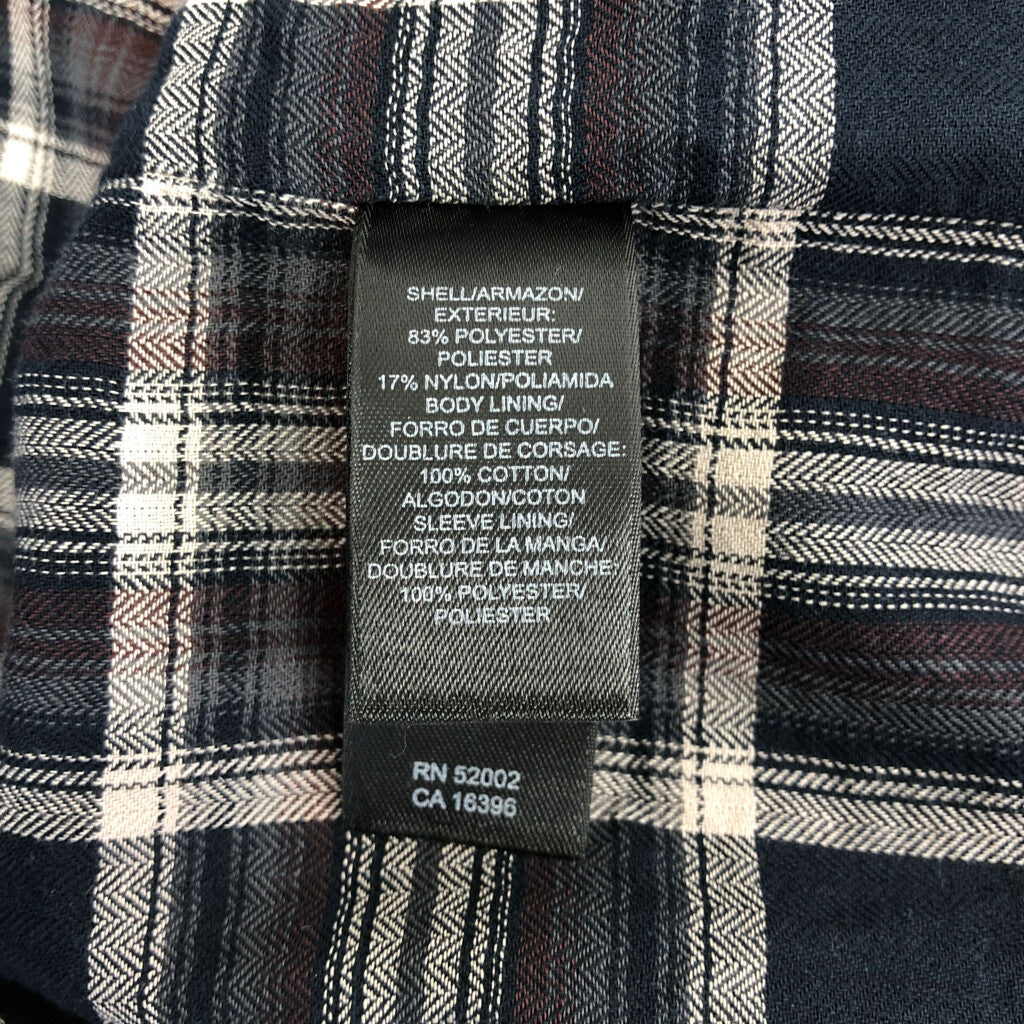 SHELL/ARMAZON/
EXTERIEUR:
83% POLYESTER/
POLIESTER
17% NYLON/POLIAMIDA
BODY LINING/
FORRO DE CUERPO/
DOUBLURE DE CORSAGE:
100% COTTON/
ALGODON/COTON
SLEEVE LINING/
FORRO DE LA MANGA/
DOUBLURE DE MANCHE:
100% POLYESTER/
POLIESTER
RN 52002
CA 16396